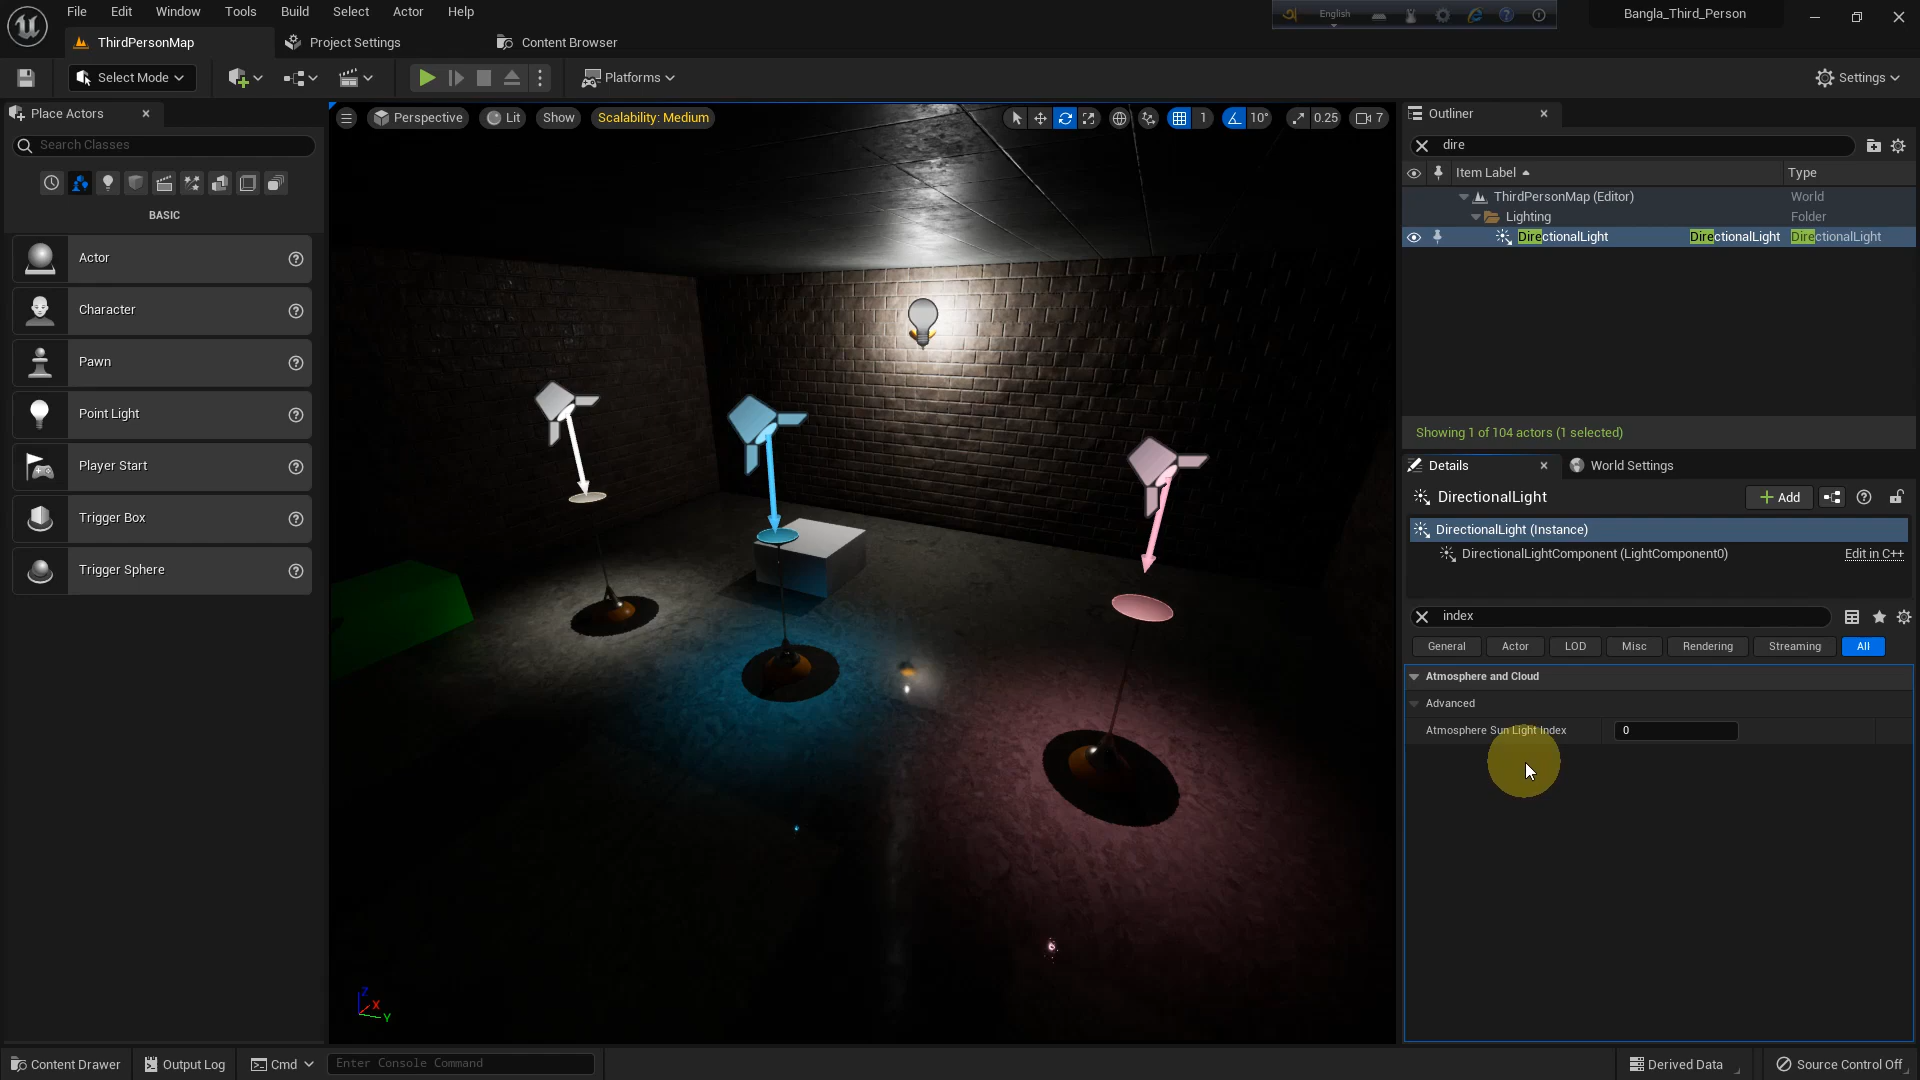 File Edit Window Tools Build Select Actor Help
English
Bangla_Third_Person
ThirdPersonMap
Project Settings
Content Browser
Select Mode
Platforms
Settings
Place Actors
Search Classes
BASIC
Actor
Character
Pawn
Point Light
Player Start
Trigger Box
Trigger Sphere
Perspective
Lit
Show
Scalability: Medium
1
10°
0.25
7
Z
X
Y
Outliner
dire
Item Label
Type
ThirdPersonMap (Editor) World
Lighting Folder
DirectionalLight DirectionalLight DirectionalLight
Showing 1 of 104 actors (1 selected)
Details
World Settings
DirectionalLight
Add
DirectionalLight (Instance)
DirectionalLightComponent (LightComponent0) Edit in C++
index
General Actor LOD Misc Rendering Streaming All
Atmosphere and Cloud
Advanced
Atmosphere Sun Light Index 0
Content Drawer
Output Log
Cmd
Enter Console Command
Derived Data
Source Control Off